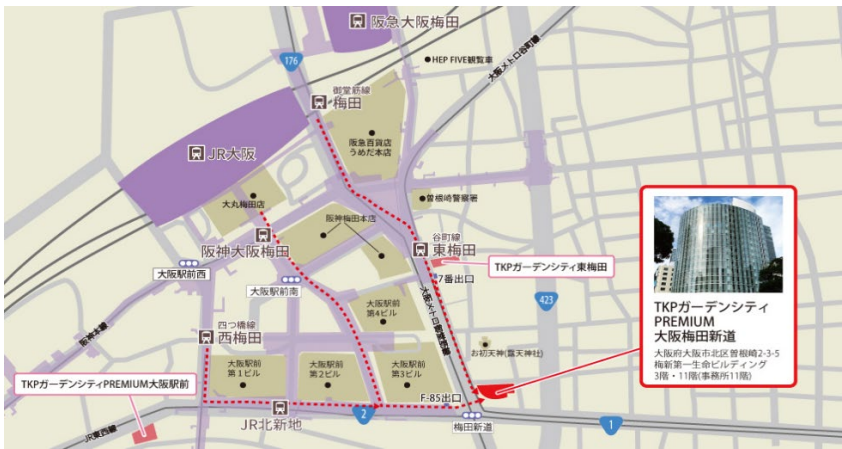 阪急大阪梅田
176
HEP FIVE観覧車
大阪メトロ谷町線
御堂筋線
梅田
阪急百貨店
うめだ本店
JR大阪
大丸梅田店
曽根崎警察署
阪神梅田本店
阪神大阪梅田
谷町線
東梅田
TKPガーデンシティ東梅田
7番出口
大阪駅前西
大阪駅前南
大阪メトロ御堂筋線
423
大阪駅前
第4ビル
四つ橋線
西梅田
阪神本線
お初天神(露天神社)
大阪駅前
第1ビル
大阪駅前
第2ビル
大阪駅前
第3ビル
TKPガーデンシティPREMIUM大阪駅前
F-85出口
JR北新地
2
梅田新道
1
JR東西線
TKPガーデンシティ
PREMIUM
大阪梅田新道
大阪府大阪市北区曽根崎2-3-5
梅新第一生命ビルディング
3階・11階(事務所11階)